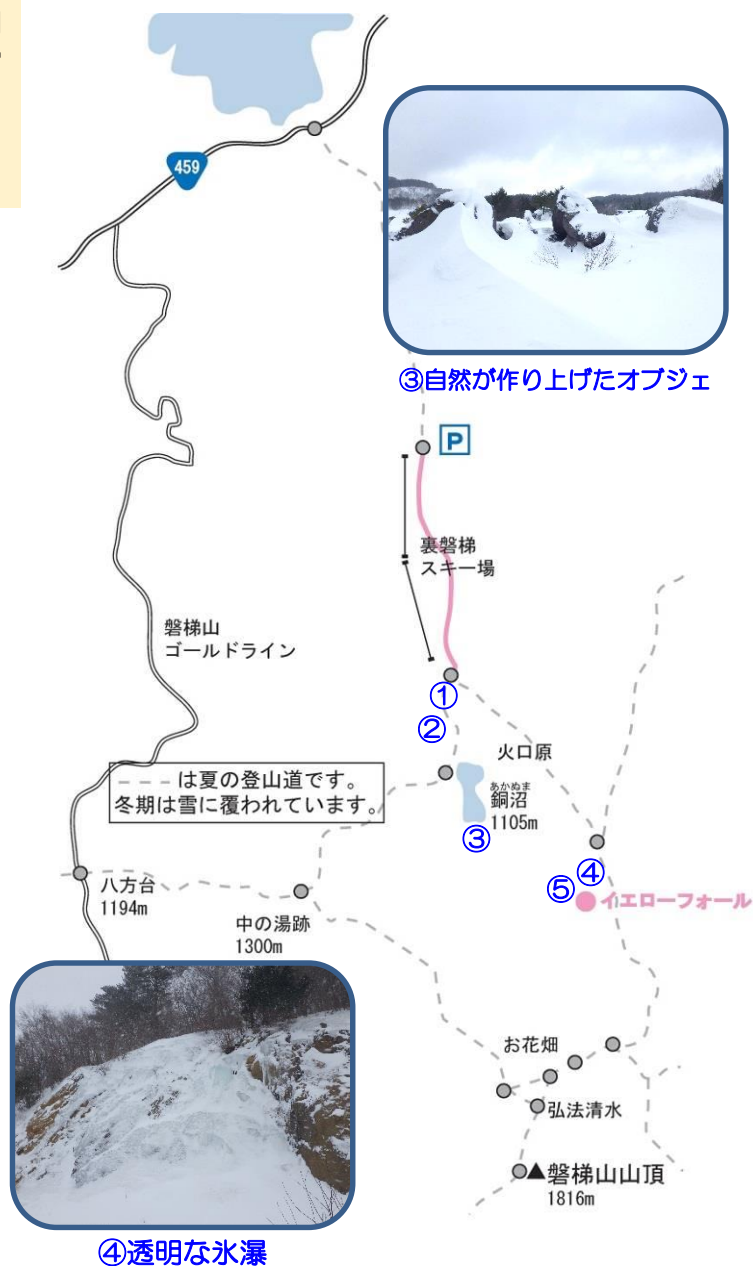 459
③自然が作り上げたオブジェ
P
裏磐梯
スキー場
磐梯山
ゴールドライン
①
②
火口原
--- は夏の登山道です。
冬期は雪に覆われています。
あかぬま
銅沼
1105m
③
④
⑤
イエローフォール
八方台
1194m
中の湯跡
1300m
お花畑
弘法清水
▲磐梯山山頂
1816m
④透明な氷瀑